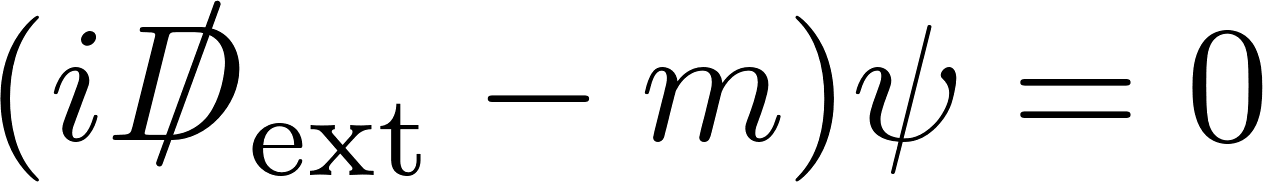 (i D̸_ext − m)ψ = 0